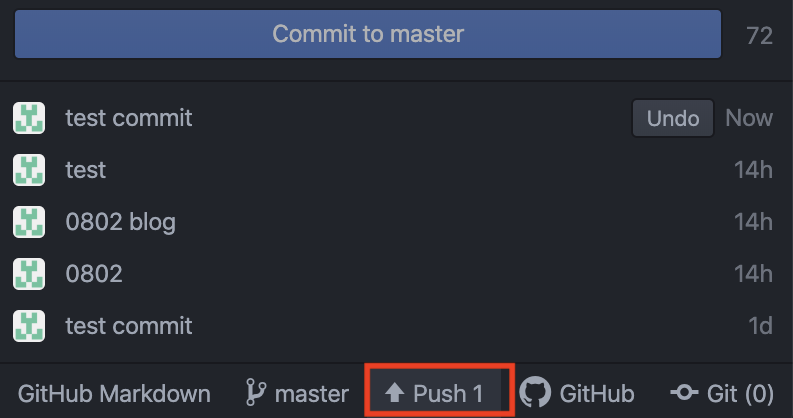 Commit to master 72
test commit Undo Now
test 14h
0802 blog 14h
0802 14h
test commit 1d
GitHub Markdown master Push 1 GitHub Git (0)